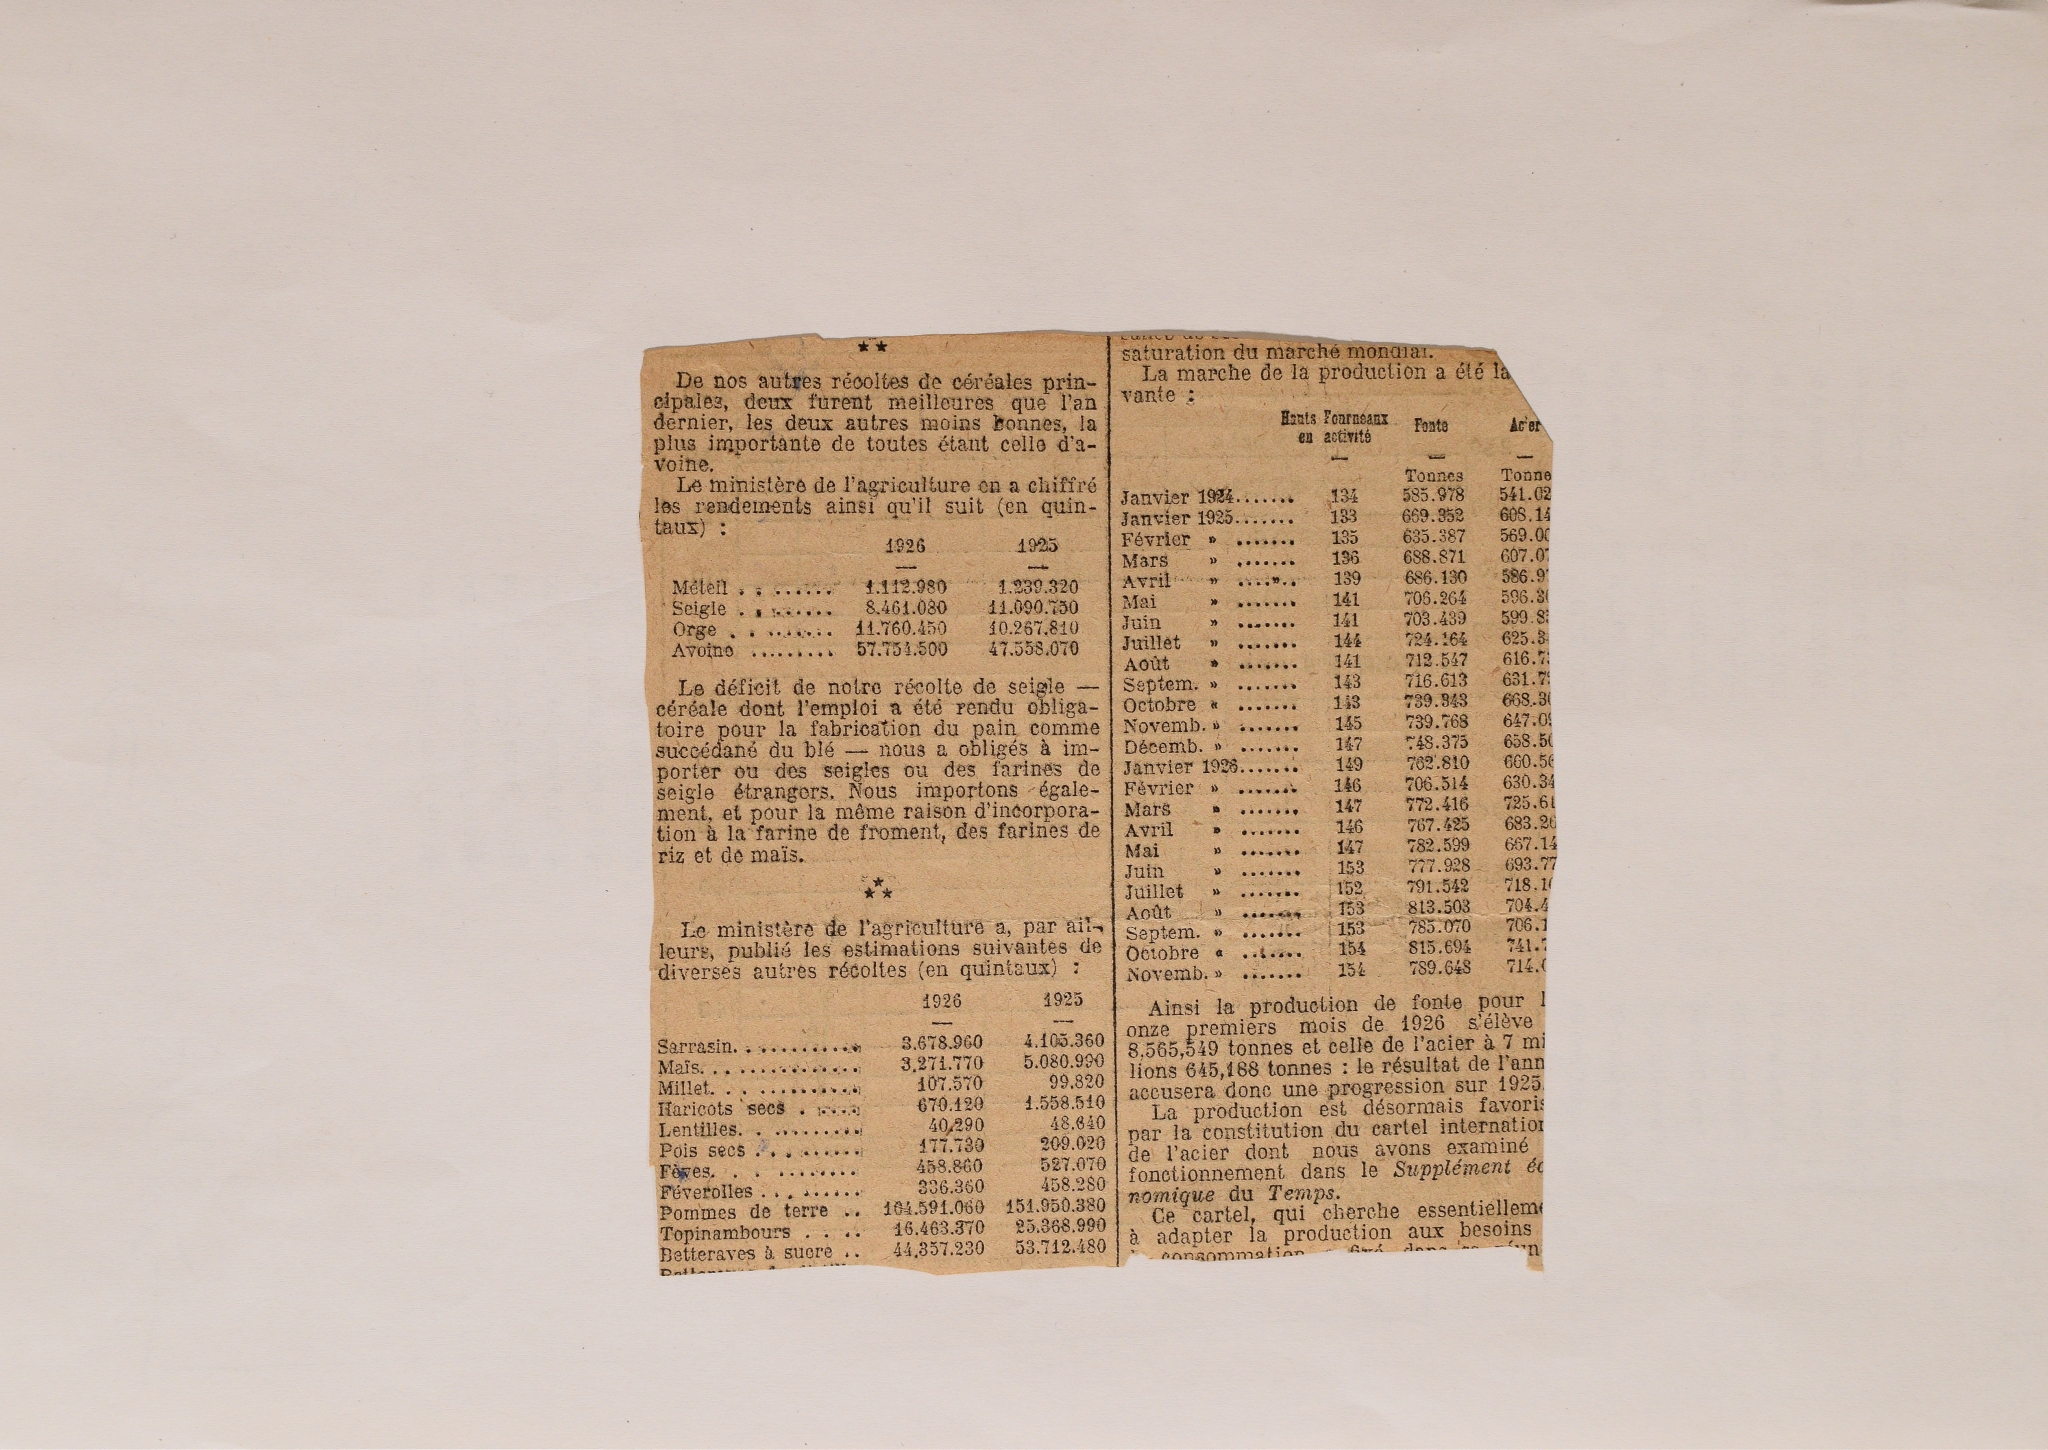 De nos autres récoltes de céréales prin-
cipales, deux furent meilleures que l'an
dernier, les deux autres moins bonnes, la
plus importante de toutes étant celle d'a-
voine.
Le ministère de l'agriculture en a chiffré
les rendements ainsi qu'il suit (en quin-
taux) :
1926 1925
Méteil . . ....... 1.112.980 1.239.320
Seigle . . ....... 8.461.080 11.090.750
Orge . . ....... 11.760.450 10.267.810
Avoine ......... 57.754.500 47.558.070
Le déficit de notre récolte de seigle —
céréale dont l'emploi a été rendu obliga-
toire pour la fabrication du pain comme
succédané du blé — nous a obligés à im-
porter ou des seigles ou des farines de
seigle étrangers. Nous importons égale-
ment, et pour la même raison d'incorpora-
tion à la farine de froment, des farines de
riz et de maïs.
Le ministère de l'agriculture a, par ail-
leurs, publié les estimations suivantes de
diverses autres récoltes (en quintaux) :
1926 1925
Sarrasin. ........... 3.678.960 4.105.360
Maïs. ............. 3.271.770 5.080.990
Millet. . ........... 107.570 99.820
Haricots secs . ..... 670.120 1.558.510
Lentilles. . ......... 40.290 48.640
Pois secs . . ....... 177.730 209.020
Fèves. . . ........ 458.860 527.070
Féverolles . . . ...... 336.360 458.280
Pommes de terre .. 104.591.060 151.950.380
Topinambours . . .. 16.463.370 25.368.990
Betteraves à sucre .. 44.357.230 53.712.480
saturation du marché mondial.
La marche de la production a été la
vante :
Hauts Fourneaux Fonte Acier
en activité
Tonnes Tonne
Janvier 1924....... 134 585.978 541.02
Janvier 1925....... 133 669.352 608.14
Février » ....... 135 635.387 569.00
Mars » ....... 136 688.871 607.07
Avril » ....».. 139 686.130 586.9
Mai » ....... 141 706.264 596.30
Juin » ....... 141 703.439 599.8
Juillet » ....... 144 724.164 625.3
Août » ....... 141 712.547 616.7
Septem. » ....... 143 716.613 631.7
Octobre « ....... 143 739.343 668.30
Novemb. » ....... 145 739.768 647.0
Décemb. » ....... 147 748.375 658.50
Janvier 1926....... 149 762.810 660.56
Février » ....... 146 706.514 630.34
Mars » ....... 147 772.416 725.61
Avril » ....... 146 767.425 683.26
Mai » ....... 147 782.599 667.14
Juin » ....... 153 777.928 693.77
Juillet » ....... 152 791.542 718.1
Août » ....... 153 813.503 704.4
Septem. » ....... 153 785.070 706.1
Octobre « ....... 154 815.694 741.7
Novemb. » ....... 154 789.648 714.
Ainsi la production de fonte pour
onze premiers mois de 1926 s'élève
8,565,549 tonnes et celle de l'acier à 7 mi
lions 645,188 tonnes : le résultat de l'ann
accusera donc une progression sur 1925.
La production est désormais favoris
par la constitution du cartel internation
de l'acier dont nous avons examiné
fonctionnement dans le Supplément éc
nomique du Temps.
Ce cartel, qui cherche essentielleme
à adapter la production aux besoins
consommation